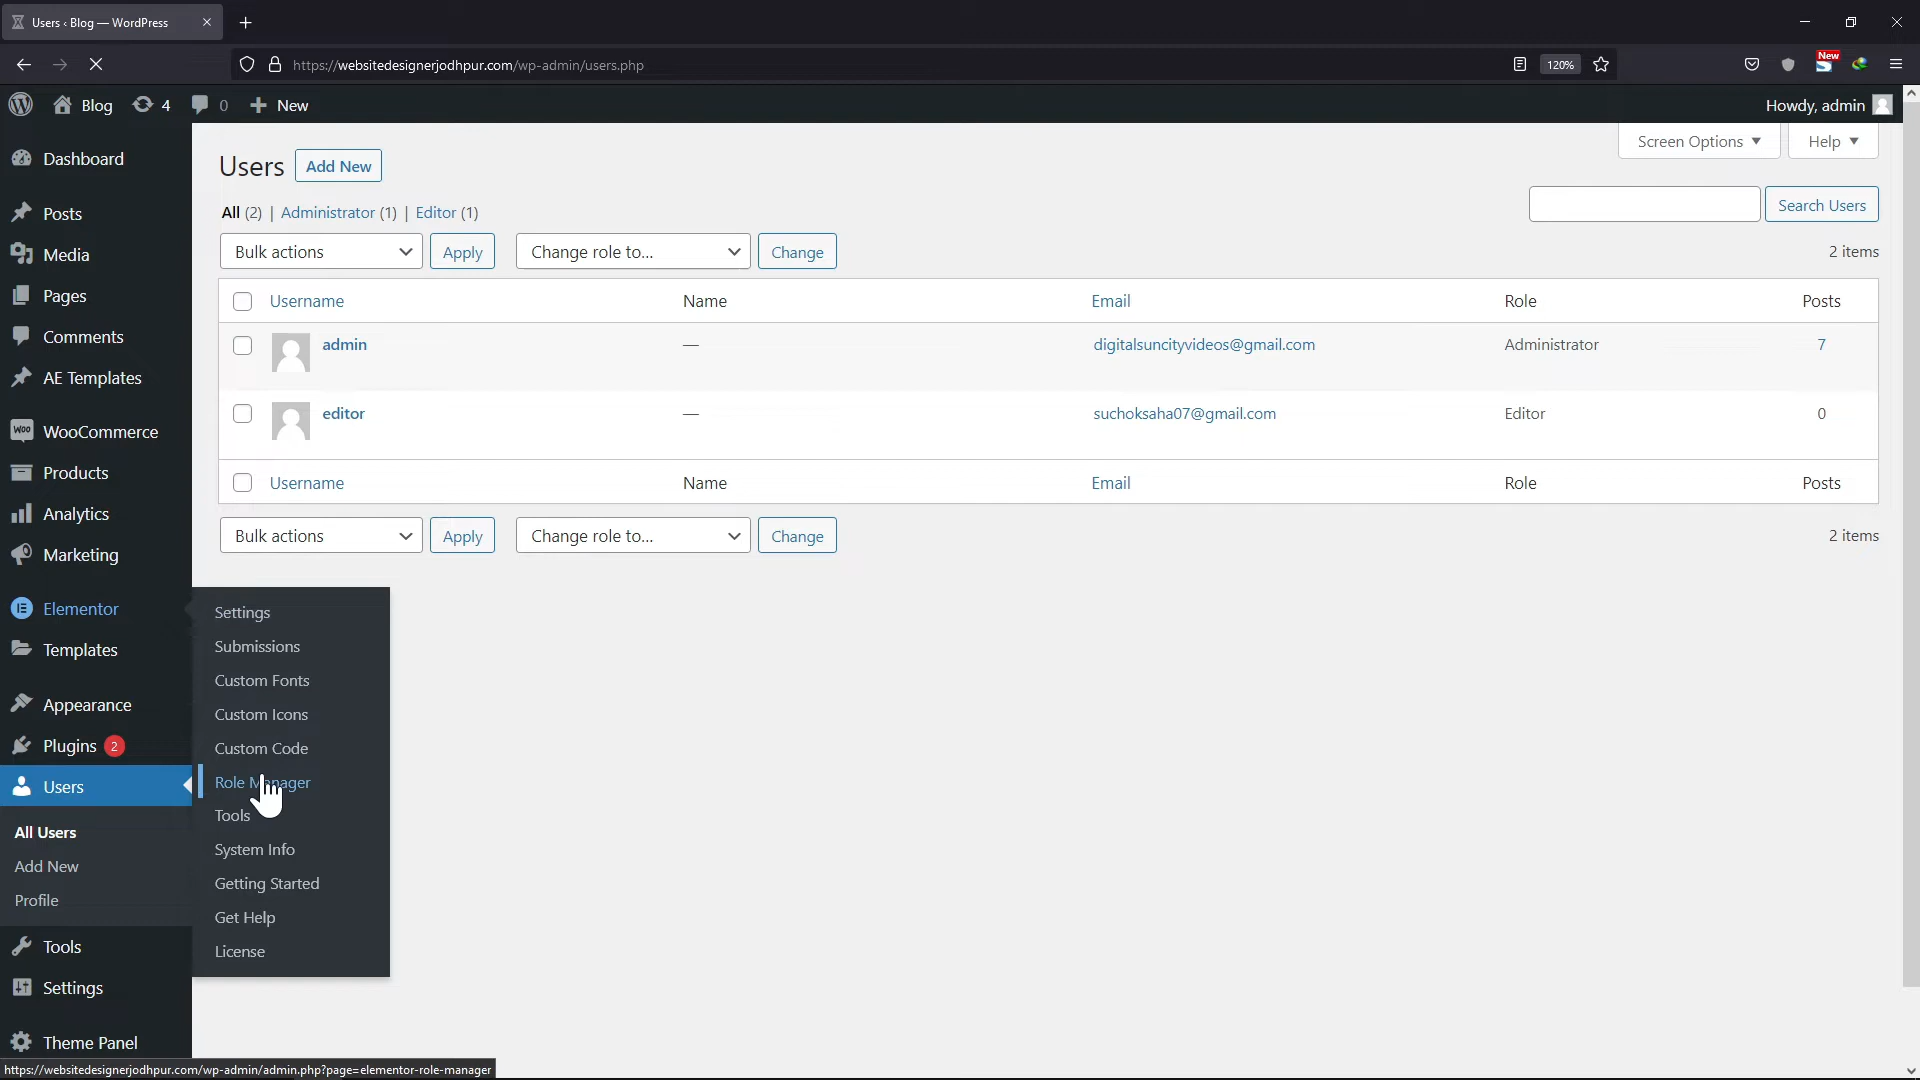 Users ‹ Blog — WordPress
https://websitedesignerjodhpur.com/wp-admin/users.php
120%
New
Blog
4
0
New
Howdy, admin
Screen Options
Help
Users
Add New
All (2) | Administrator (1) | Editor (1)
Search Users
Bulk actions
Apply
Change role to...
Change
2 items
Username Name Email Role Posts
admin — digitalsuncityvideos@gmail.com Administrator 7
editor — suchoksaha07@gmail.com Editor 0
Username Name Email Role Posts
Bulk actions
Apply
Change role to...
Change
2 items
Dashboard
Posts
Media
Pages
Comments
AE Templates
Woo
WooCommerce
Products
Analytics
Marketing
Elementor
Templates
Appearance
Plugins 2
Users
All Users
Add New
Profile
Tools
Settings
Theme Panel
Settings
Submissions
Custom Fonts
Custom Icons
Custom Code
Role Manager
Tools
System Info
Getting Started
Get Help
License
https://websitedesignerjodhpur.com/wp-admin/admin.php?page=elementor-role-manager